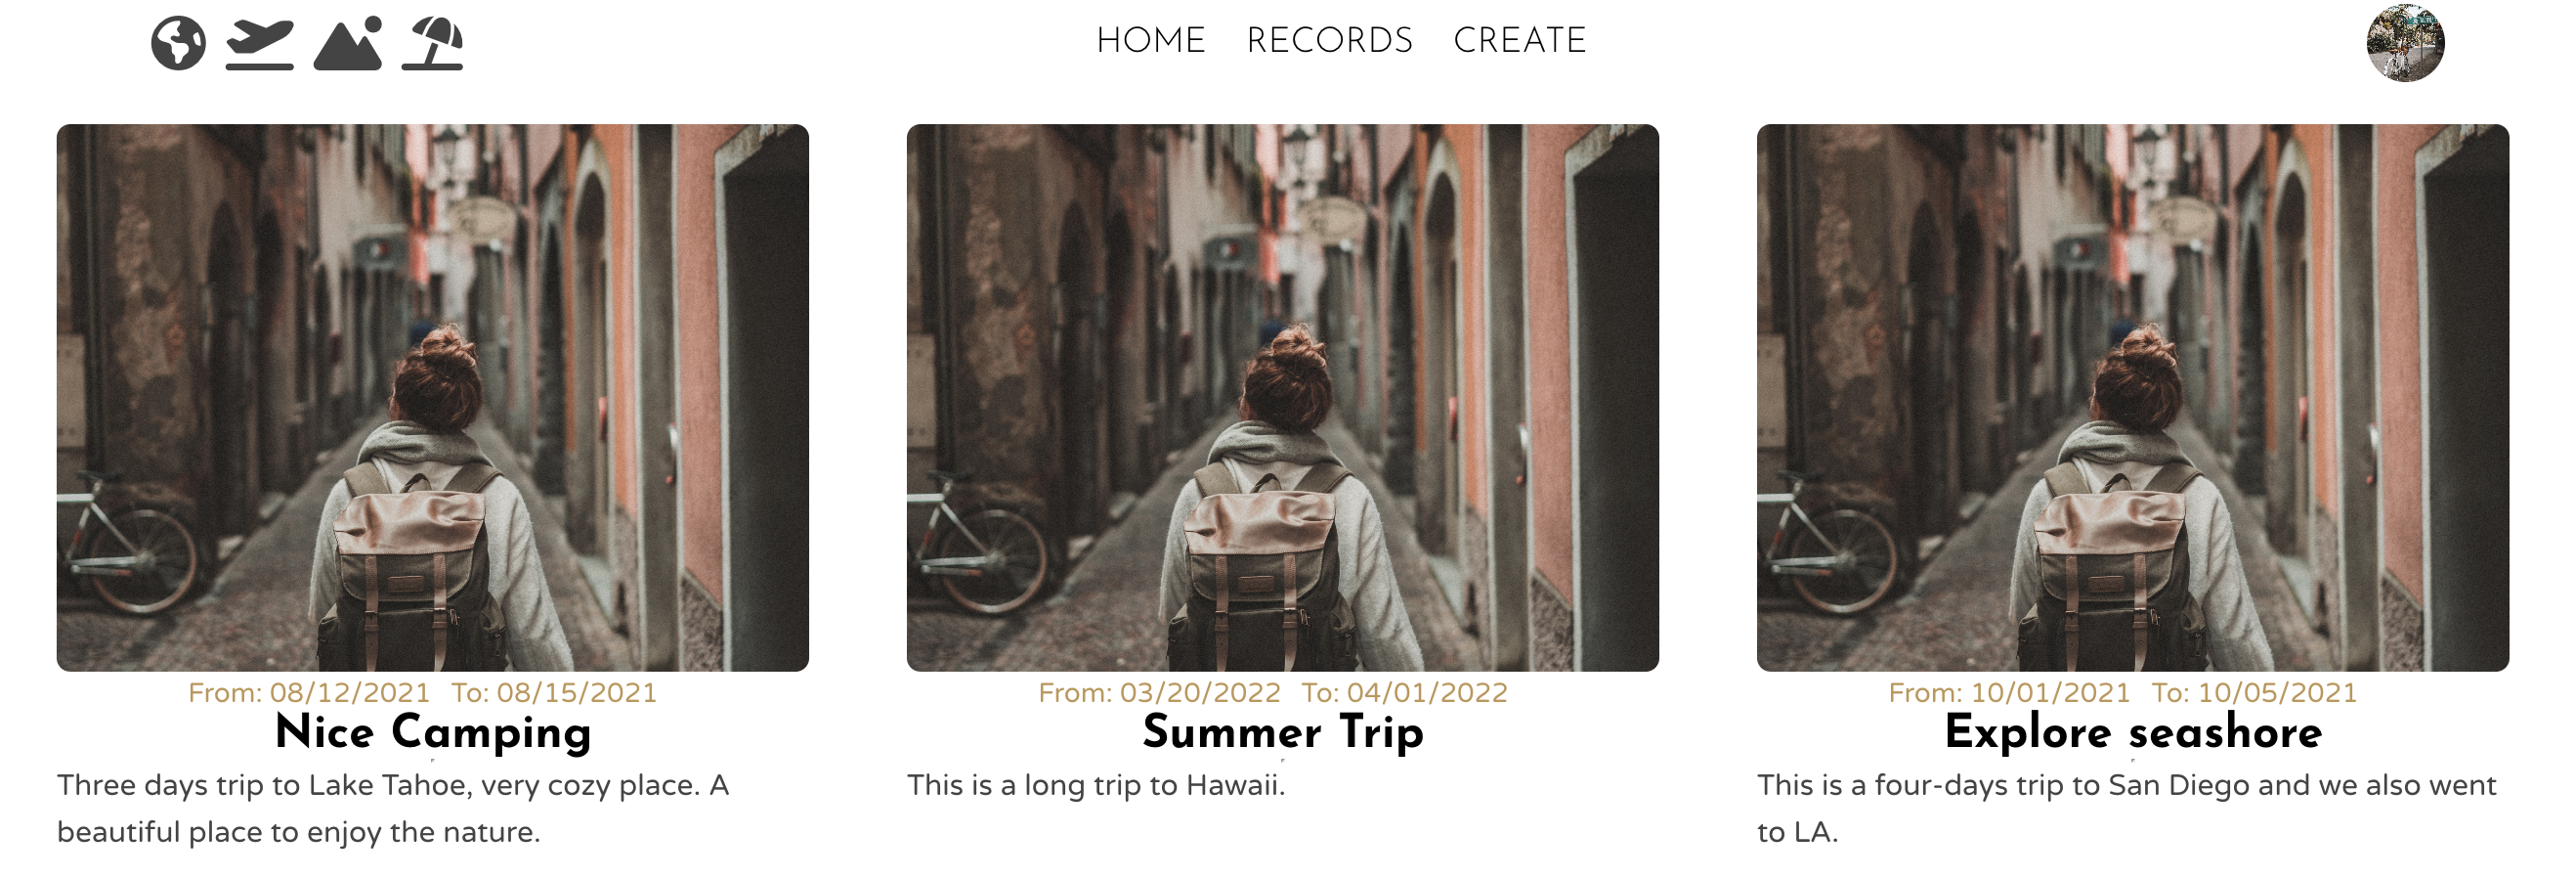 HOME RECORDS CREATE
From: 08/12/2021 To: 08/15/2021
Nice Camping
Three days trip to Lake Tahoe, very cozy place. A
beautiful place to enjoy the nature.
From: 03/20/2022 To: 04/01/2022
Summer Trip
This is a long trip to Hawaii.
From: 10/01/2021 To: 10/05/2021
Explore seashore
This is a four-days trip to San Diego and we also went
to LA.